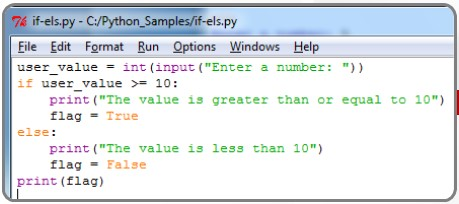 if-els.py - C:/Python_Samples/if-els.py
File Edit Format Run Options Windows Help
user_value = int(input("Enter a number: "))
if user_value >= 10:
    print("The value is greater than or equal to 10")
    flag = True
else:
    print("The value is less than 10")
    flag = False
print(flag)